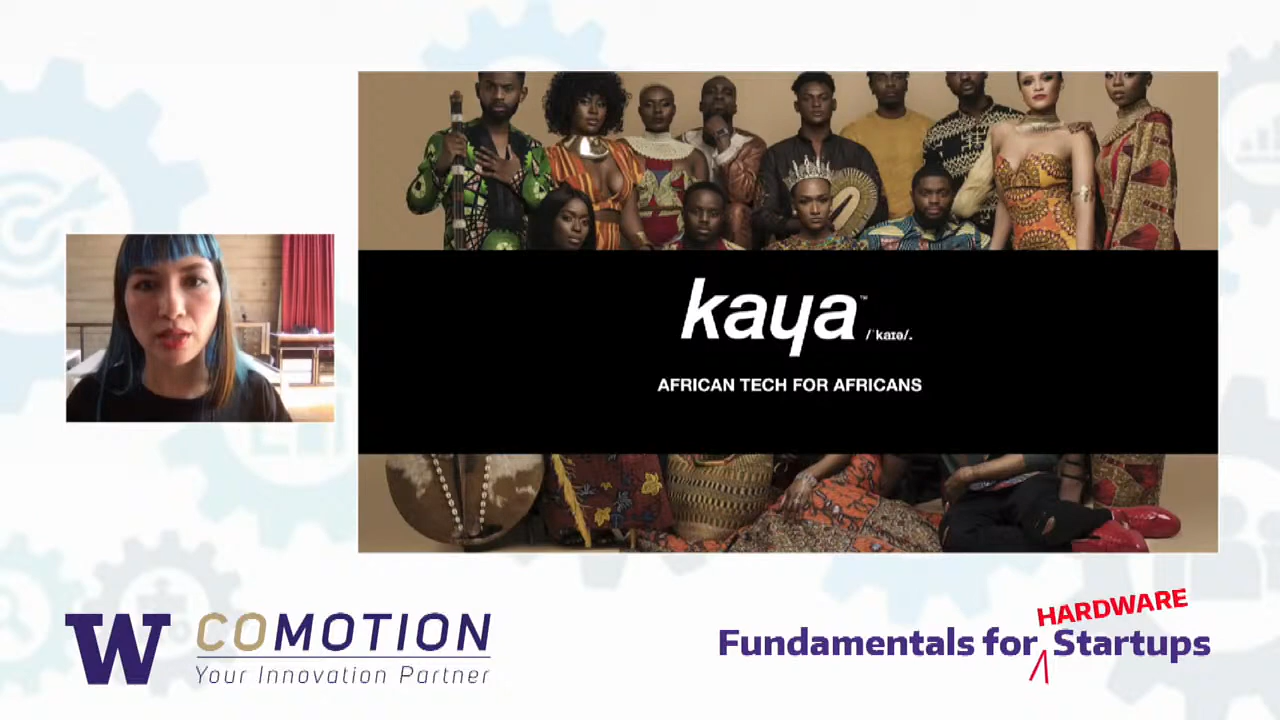 kaya™ /ˈkaɪə/.
AFRICAN TECH FOR AFRICANS
W COMOTION
Your Innovation Partner
HARDWARE
Fundamentals for Startups